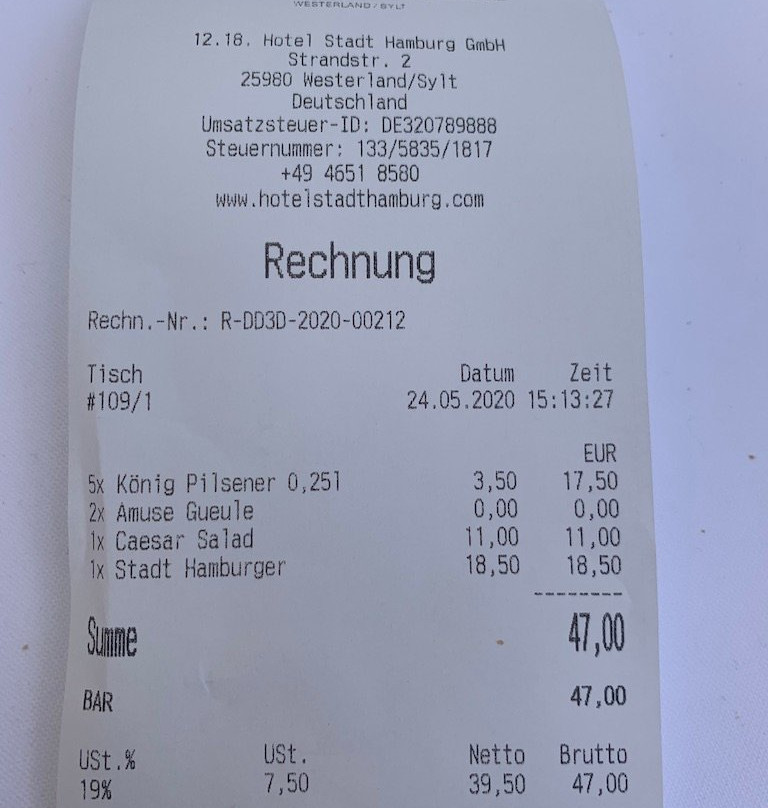 WESTERLAND/SYLT
12.18. Hotel Stadt Hamburg GmbH
Strandstr. 2
25980 Westerland/Sylt
Deutschland
Umsatzsteuer-ID: DE320789888
Steuernummer: 133/5835/1817
+49 4651 8580
www.hotelstadthamburg.com
Rechnung
Rechn.-Nr.: R-DD3D-2020-00212
Tisch Datum Zeit
#109/1 24.05.2020 15:13:27
EUR
5x König Pilsener 0,25l 3,50 17,50
2x Amuse Gueule 0,00 0,00
1x Caesar Salad 11,00 11,00
1x Stadt Hamburger 18,50 18,50
--------
Summe 47,00
BAR 47,00
USt.% USt. Netto Brutto
19% 7,50 39,50 47,00